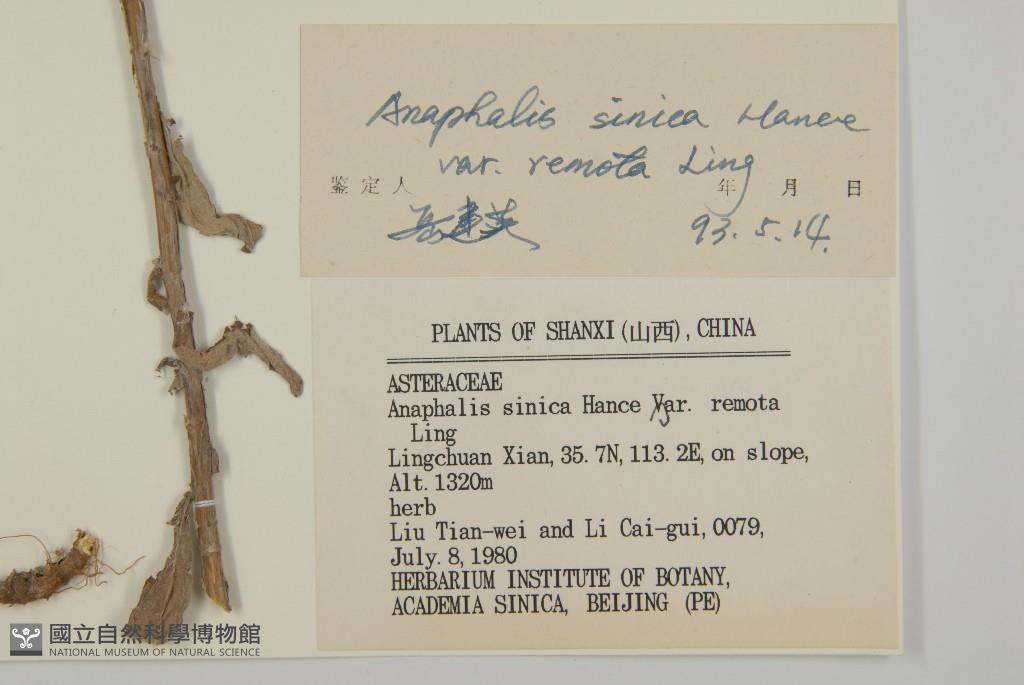 Anaphalis sinica Hance
var. remota Ling
鉴定人 年 月 日
93.5.14.
PLANTS OF SHANXI(山西), CHINA
ASTERACEAE
Anaphalis sinica Hance Var. remota
Ling
Lingchuan Xian, 35.7N, 113.2E, on slope,
Alt. 1320m
herb
Liu Tian-wei and Li Cai-gui, 0079,
July. 8, 1980
HERBARIUM INSTITUTE OF BOTANY,
ACADEMIA SINICA, BEIJING (PE)
國立自然科學博物館
NATIONAL MUSEUM OF NATURAL SCIENCE